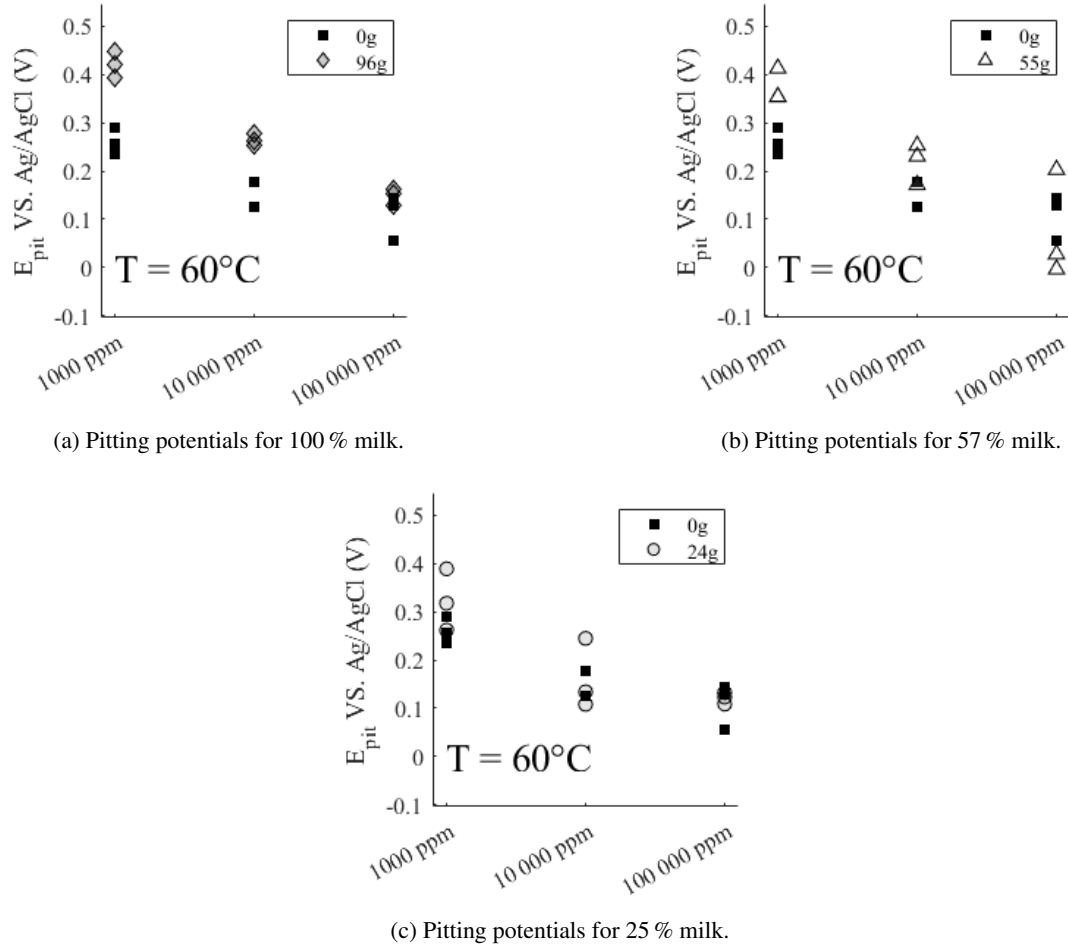 0.5
0.4
0.3
0.2
0.1
0
-0.1
E_pit VS. Ag/AgCl (V)
0g
96g
T = 60°C
1000 ppm
10 000 ppm
100 000 ppm
(a) Pitting potentials for 100 % milk.
0.5
0.4
0.3
0.2
0.1
0
-0.1
E_pit VS. Ag/AgCl (V)
0g
55g
T = 60°C
1000 ppm
10 000 ppm
100 000 ppm
(b) Pitting potentials for 57 % milk.
0.5
0.4
0.3
0.2
0.1
0
-0.1
E_pit VS. Ag/AgCl (V)
0g
24g
T = 60°C
1000 ppm
10 000 ppm
100 000 ppm
(c) Pitting potentials for 25 % milk.